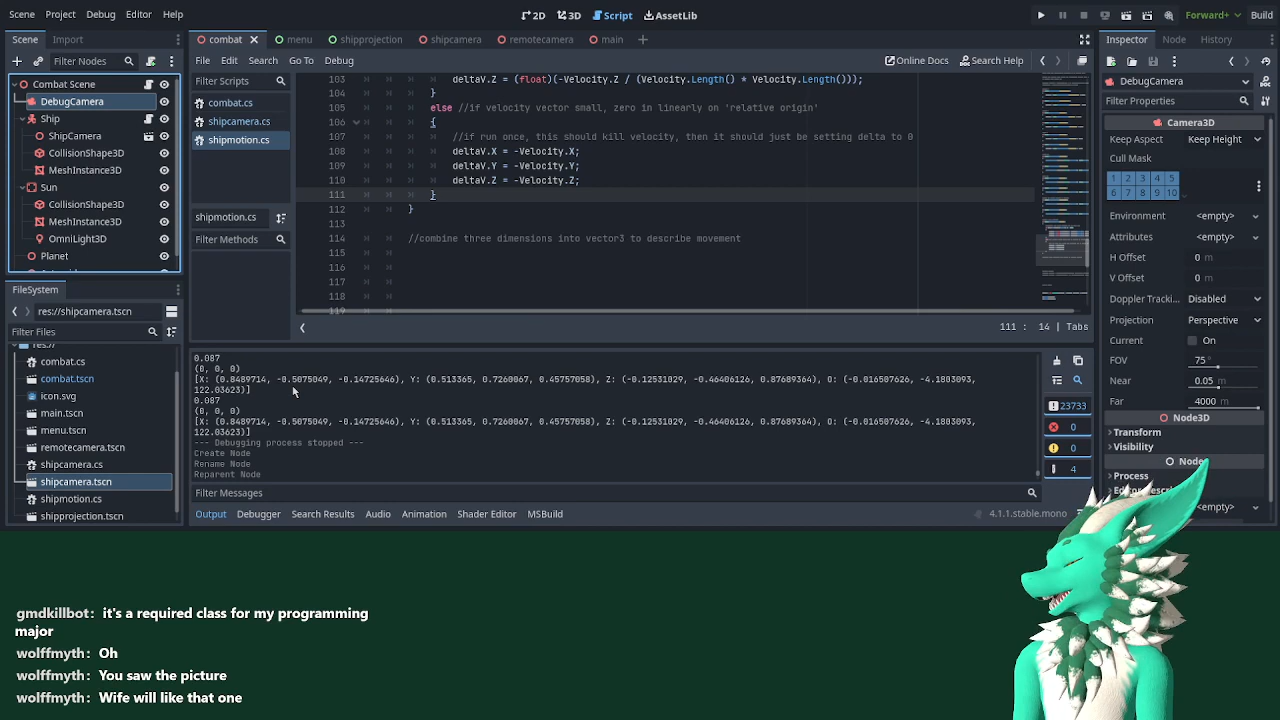 Scene Project Debug Editor Help
2D 3D Script AssetLib
Forward+ Build
Scene Import
Filter Nodes
Combat Scene
DebugCamera
Ship
ShipCamera
CollisionShape3D
MeshInstance3D
Sun
CollisionShape3D
MeshInstance3D
OmniLight3D
Planet
FileSystem
res://shipcamera.tscn
Filter Files
res://
combat.cs
combat.tscn
icon.svg
main.tscn
menu.tscn
remotecamera.tscn
shipcamera.cs
shipcamera.tscn
shipmotion.cs
shipprojection.tscn
combat menu shipprojection shipcamera remotecamera main
File Edit Search Go To Debug
Online Docs Search Help
Filter Scripts
combat.cs
shipcamera.cs
shipmotion.cs
shipmotion.cs
Filter Methods
103 deltaV.Z = (float)(-Velocity.Z / (Velocity.Length() * Velocity.Length()));
104 }
105 else //if velocity vector small, zero in linearly on 'relative origin'
106 {
107 //if run once, this should kill velocity, then it should just be setting delta to 0
108 deltaV.X = -Velocity.X;
109 deltaV.Y = -Velocity.Y;
110 deltaV.Z = -Velocity.Z;
111 }
112 }
113
114 //combine three dimension into vector3 to describe movement
115
116
117
118
119
111 : 14 | Tabs
0.087
(0, 0, 0)
[X: (0.8489714, -0.5075049, -0.14725646), Y: (0.513365, 0.7260067, 0.45757058), Z: (-0.12531029, -0.46406126, 0.87689364), O: (-0.016507626, -4.1803093,
122.03623)]
0.087
(0, 0, 0)
[X: (0.8489714, -0.5075049, -0.14725646), Y: (0.513365, 0.7260067, 0.45757058), Z: (-0.12531029, -0.46406126, 0.87689364), O: (-0.016507626, -4.1803093,
122.03623)]
--- Debugging process stopped ---
Create Node
Rename Node
Reparent Node
Filter Messages
23733
0
0
4
Output Debugger Search Results Audio Animation Shader Editor MSBuild
4.1.1.stable.mono
Inspector Node History
DebugCamera
Filter Properties
Camera3D
Keep Aspect Keep Height
Cull Mask
1 2 3 4 5
6 7 8 9 10
Environment <empty>
Attributes <empty>
H Offset 0 m
V Offset 0 m
Doppler Tracki... Disabled
Projection Perspective
Current On
FOV 75 °
Near 0.05 m
Far 4000 m
Node3D
Transform
Visibility
Node
Process
<empty>
gmdkillbot: it's a required class for my programming
major
wolffmyth: Oh
wolffmyth: You saw the picture
wolffmyth: Wife will like that one